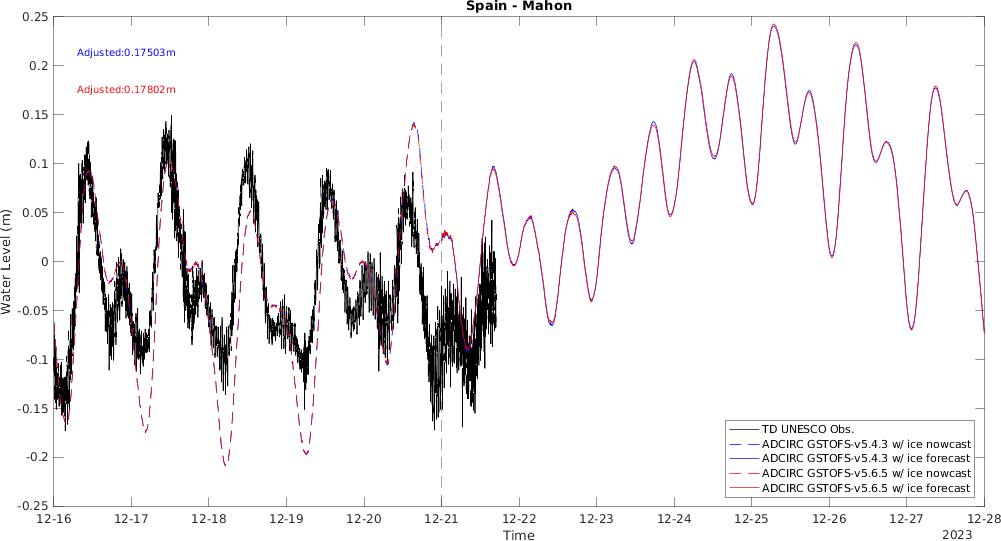 Spain - Mahon
Adjusted:0.17503m
Adjusted:0.17802m
Water Level (m)
0.25
0.2
0.15
0.1
0.05
0
-0.05
-0.1
-0.15
-0.2
-0.25
TD UNESCO Obs.
ADCIRC GSTOFS-v5.4.3 w/ ice nowcast
ADCIRC GSTOFS-v5.4.3 w/ ice forecast
ADCIRC GSTOFS-v5.6.5 w/ ice nowcast
ADCIRC GSTOFS-v5.6.5 w/ ice forecast
12-16 12-17 12-18 12-19 12-20 12-21 12-22 12-23 12-24 12-25 12-26 12-27 12-28
Time
2023